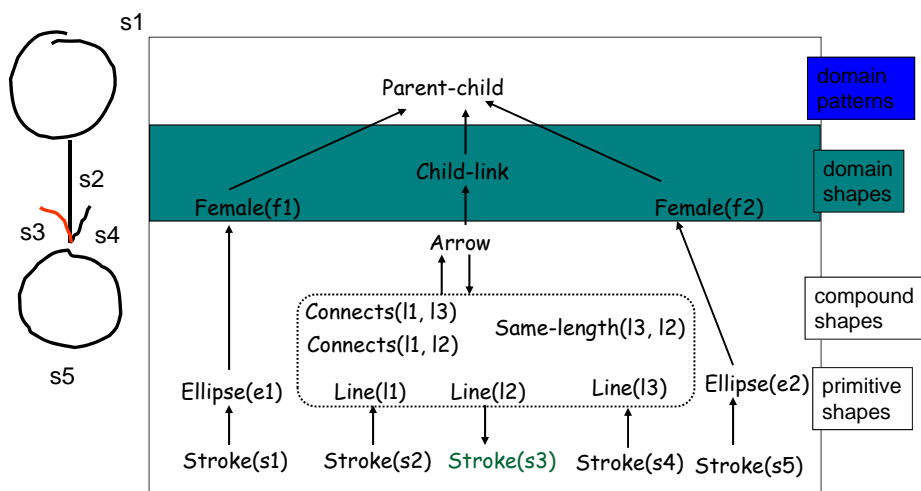 s1
s2
s3
s4
s5
Parent-child
domain
patterns
Child-link
domain
shapes
Female(f1)
Female(f2)
Arrow
Connects(l1, l3)
Connects(l1, l2)
Same-length(l3, l2)
compound
shapes
Ellipse(e1)
Line(l1)
Line(l2)
Line(l3)
Ellipse(e2)
primitive
shapes
Stroke(s1)
Stroke(s2)
Stroke(s3)
Stroke(s4)
Stroke(s5)